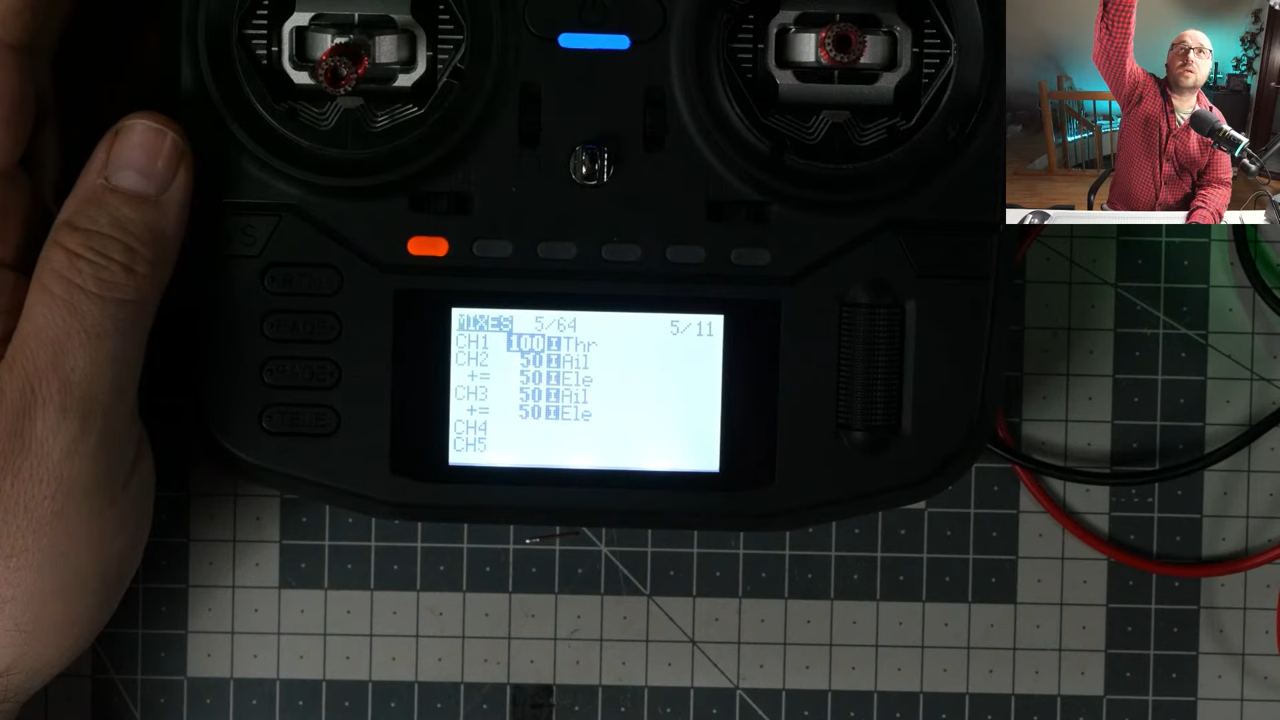 MIXES 5/64 5/11
CH1 100 I Thr
CH2 50 I Ail
+= 50 I Ele
CH3 50 I Ail
+= 50 I Ele
CH4
CH5
S